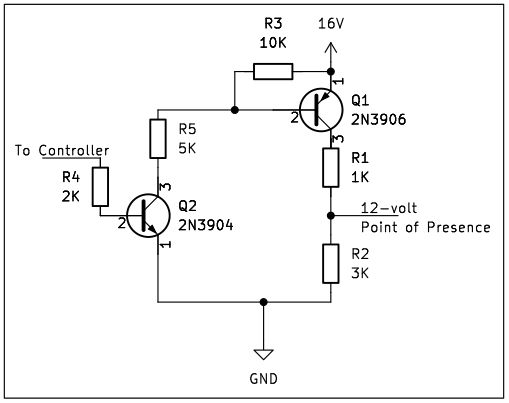 R3
10K
16V
1
Q1
2N3906
2
3
R5
5K
R1
1K
To Controller
R4
2K
3
Q2
2N3904
2
1
12-volt
Point of Presence
R2
3K
GND